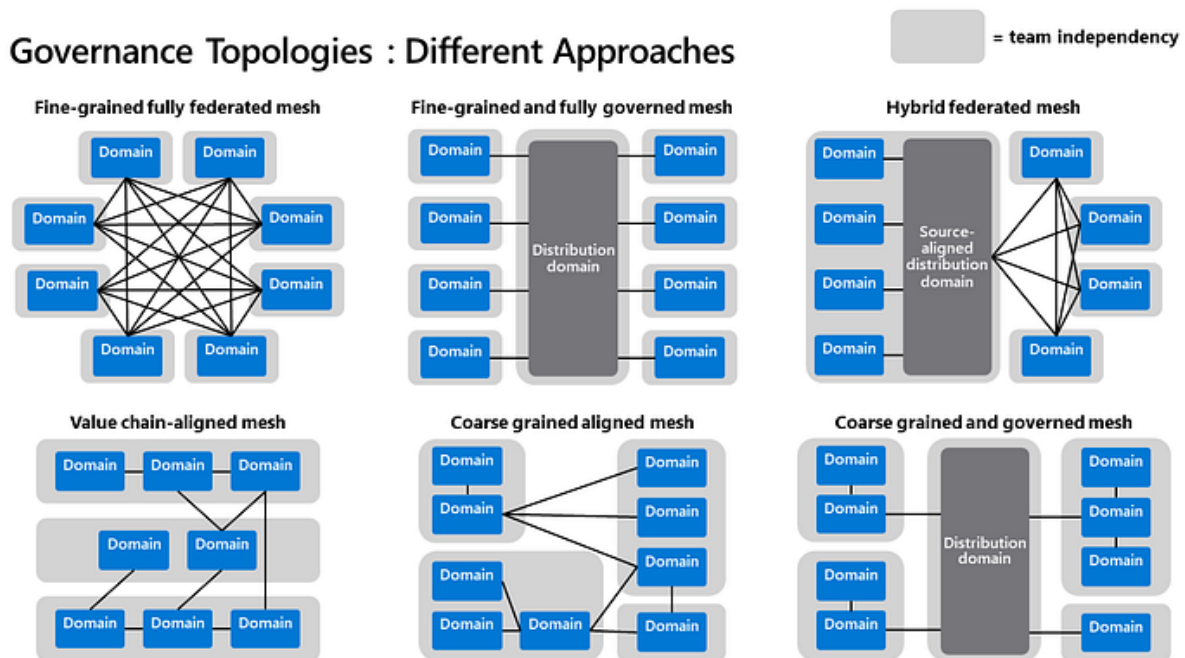 Governance Topologies : Different Approaches
= team independency
Fine-grained fully federated mesh
Domain
Domain
Domain
Domain
Domain
Domain
Domain
Domain
Fine-grained and fully governed mesh
Domain
Domain
Domain
Domain
Distribution
domain
Domain
Domain
Domain
Domain
Hybrid federated mesh
Domain
Domain
Domain
Domain
Source-
aligned
distribution
domain
Domain
Domain
Domain
Domain
Value chain-aligned mesh
Domain
Domain
Domain
Domain
Domain
Domain
Domain
Domain
Coarse grained aligned mesh
Domain
Domain
Domain
Domain
Domain
Domain
Domain
Domain
Domain
Coarse grained and governed mesh
Domain
Domain
Domain
Domain
Distribution
domain
Domain
Domain
Domain
Domain